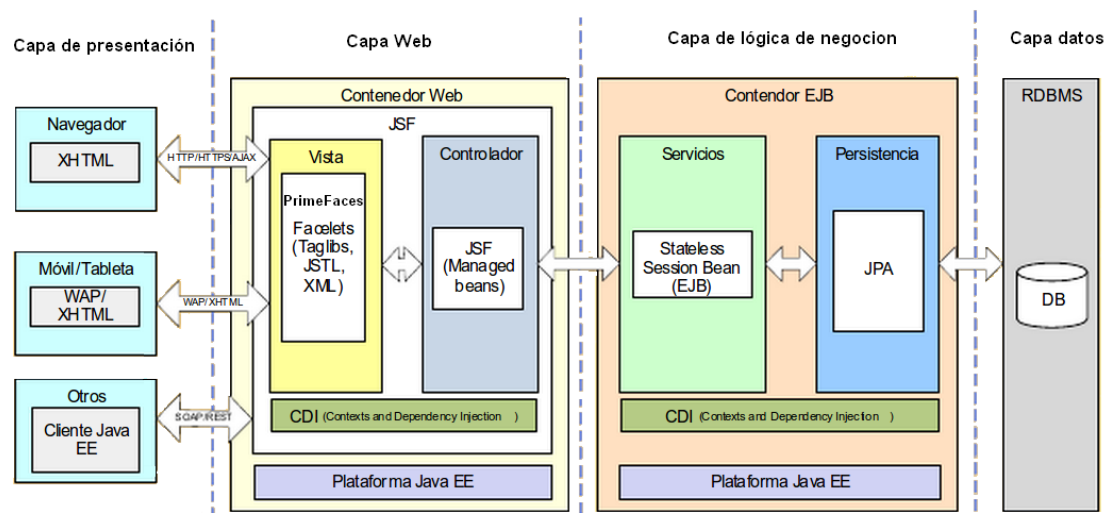 Capa de presentación
Capa Web
Capa de lógica de negocion
Capa datos
Navegador
XHTML
HTTP/HTTPS/AJAX
Móvil/Tableta
WAP/
XHTML
WAP/XHTML
Otros
Cliente Java
EE
SOAP/REST
Contenedor Web
JSF
Vista
PrimeFaces
Facelets
(Taglibs,
JSTL,
XML)
Controlador
JSF
(Managed
beans)
CDI (Contexts and Dependency Injection )
Plataforma Java EE
Contendor EJB
Servicios
Stateless
Session Bean
(EJB)
Persistencia
JPA
CDI (Contexts and Dependency Injection )
Plataforma Java EE
RDBMS
DB